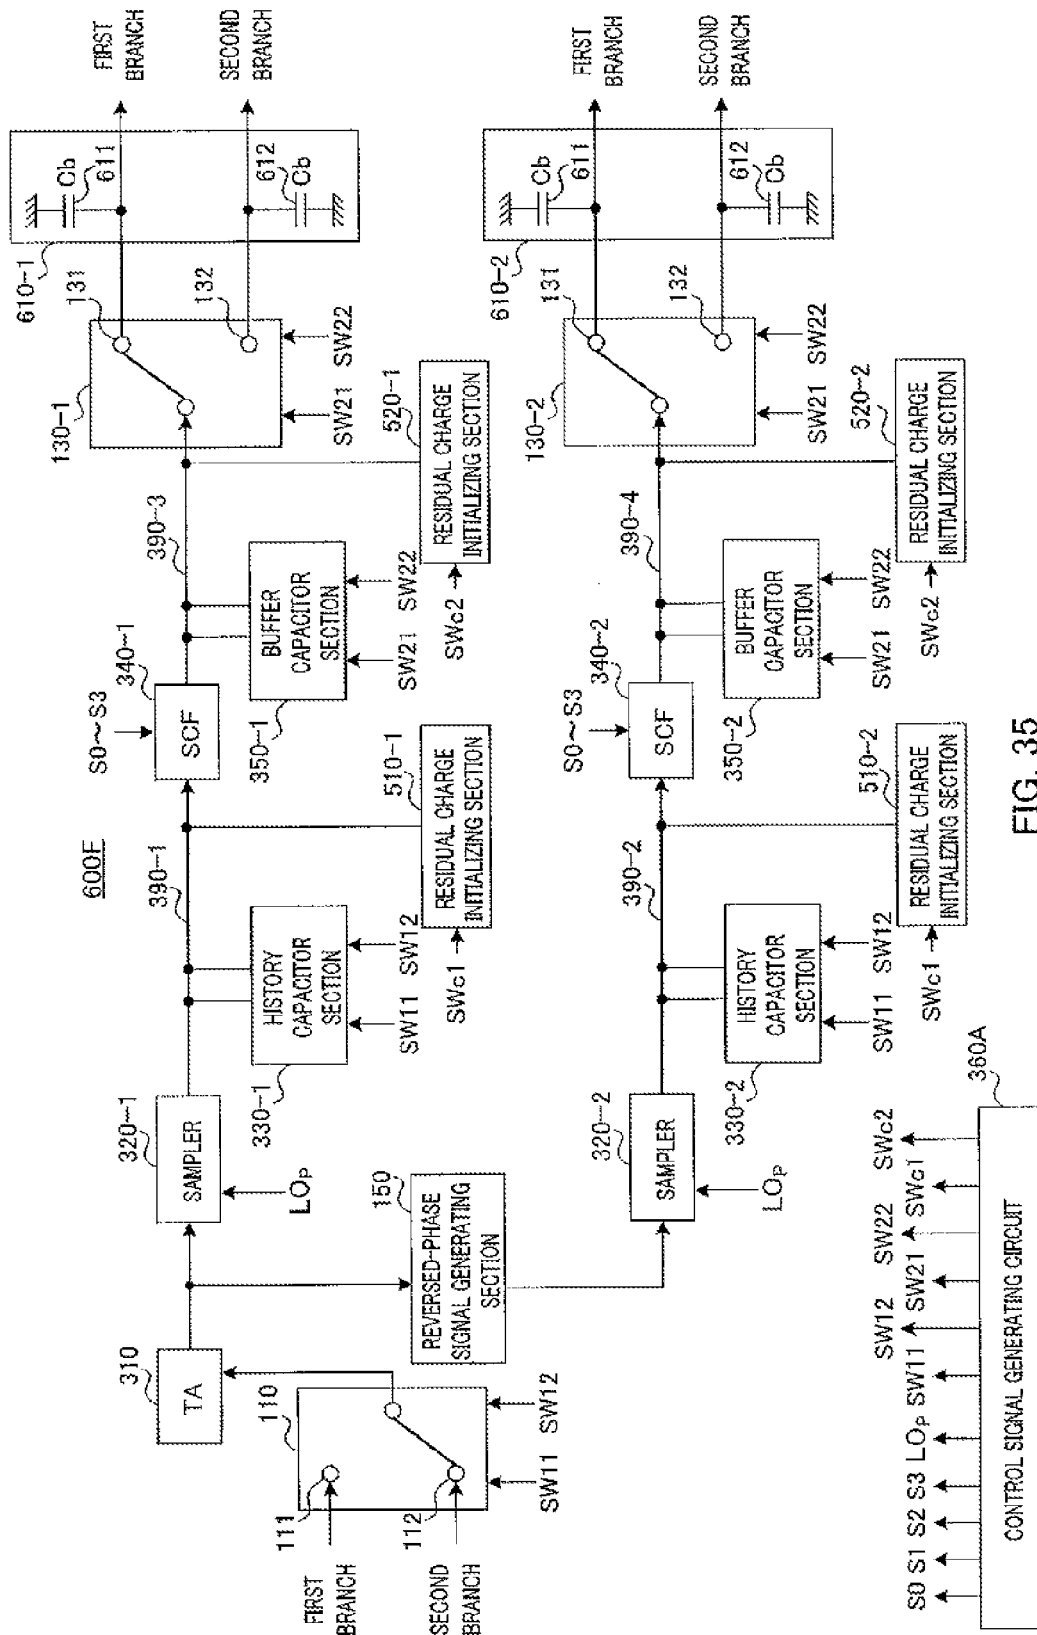 600F
FIRST
BRANCH
SECOND
BRANCH
111
112
110
SW11
SW12
TA
310
REVERSED-PHASE
SIGNAL GENERATING
SECTION
150
SAMPLER
320-1
LOp
390-1
HISTORY
CAPACITOR
SECTION
330-1
SW11
SW12
RESIDUAL CHARGE
INITIALIZING SECTION
510-1
SWc1
S0~S3
SCF
340-1
390-3
BUFFER
CAPACITOR
SECTION
350-1
SW21
SW22
RESIDUAL CHARGE
INITIALIZING SECTION
520-1
SWc2
130-1
131
132
SW21
SW22
610-1
Cb
611
612
Cb
FIRST
BRANCH
SECOND
BRANCH
SAMPLER
320-2
LOp
390-2
HISTORY
CAPACITOR
SECTION
330-2
SW11
SW12
RESIDUAL CHARGE
INITIALIZING SECTION
510-2
SWc1
S0~S3
SCF
340-2
390-4
BUFFER
CAPACITOR
SECTION
350-2
SW21
SW22
RESIDUAL CHARGE
INITIALIZING SECTION
520-2
SWc2
130-2
131
132
SW21
SW22
610-2
Cb
611
612
Cb
FIRST
BRANCH
SECOND
BRANCH
S0 S1 S2 S3 LOp SW11 SW12 SW21 SW22 SWc1 SWc2
CONTROL SIGNAL GENERATING CIRCUIT
360A
FIG. 35